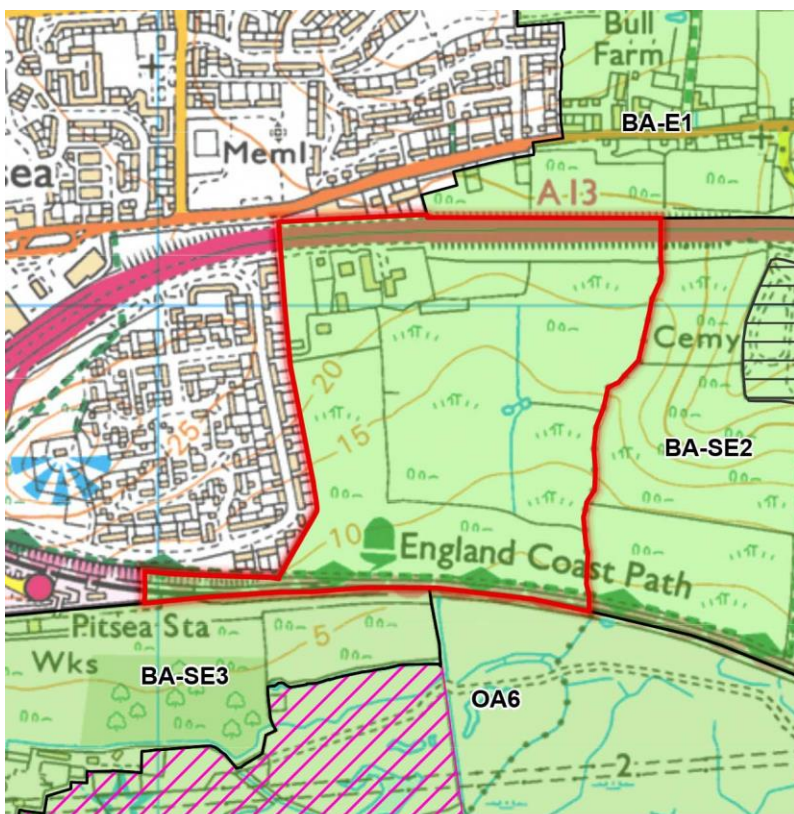 Bull
Farm
BA-E1
Meml
sea
A 13
Cemy
20
15
25
BA-SE2
10
England Coast Path
Pitsea Sta
5
Wks
BA-SE3
OA6
2